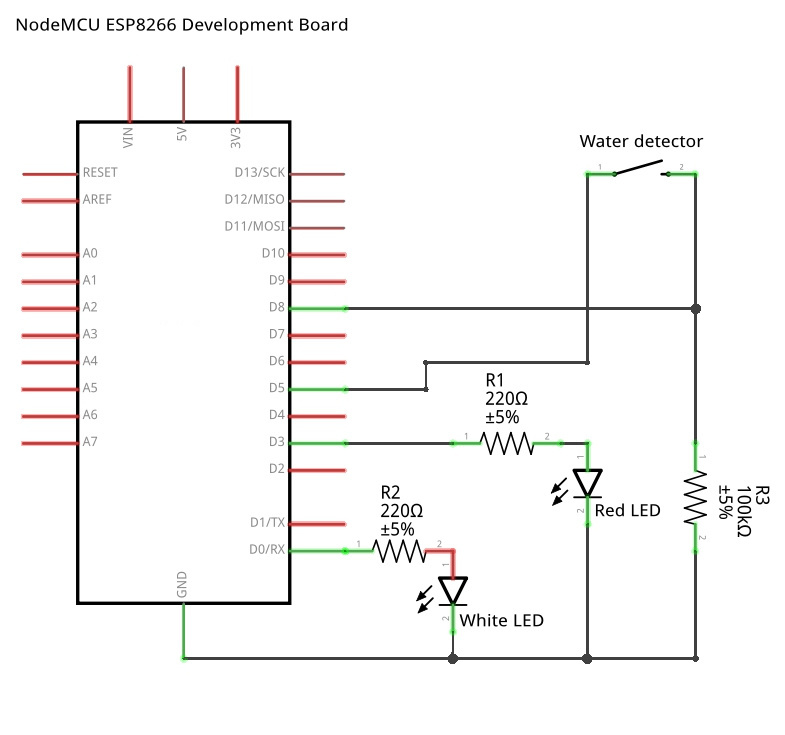 NodeMCU ESP8266 Development Board
VIN
5V
3V3
Water detector
1
2
RESET
D13/SCK
AREF
D12/MISO
D11/MOSI
A0
D10
A1
D9
A2
D8
A3
D7
A4
D6
A5
D5
A6
D4
A7
D3
D2
D1/TX
D0/RX
GND
R1
220Ω
±5%
1
2
1
2
Red LED
R2
220Ω
±5%
1
2
1
2
White LED
1
2
R3
100kΩ
±5%